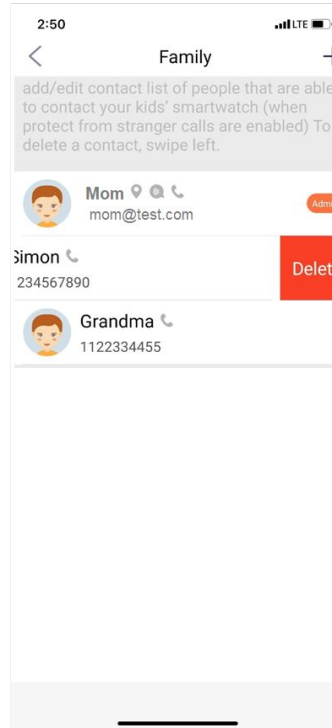 2:50
LTE
Family
add/edit contact list of people that are able
to contact your kids' smartwatch (when
protect from stranger calls are enabled) To
delete a contact, swipe left.
Mom
Admi
mom@test.com
Simon
Delet
234567890
Grandma
1122334455